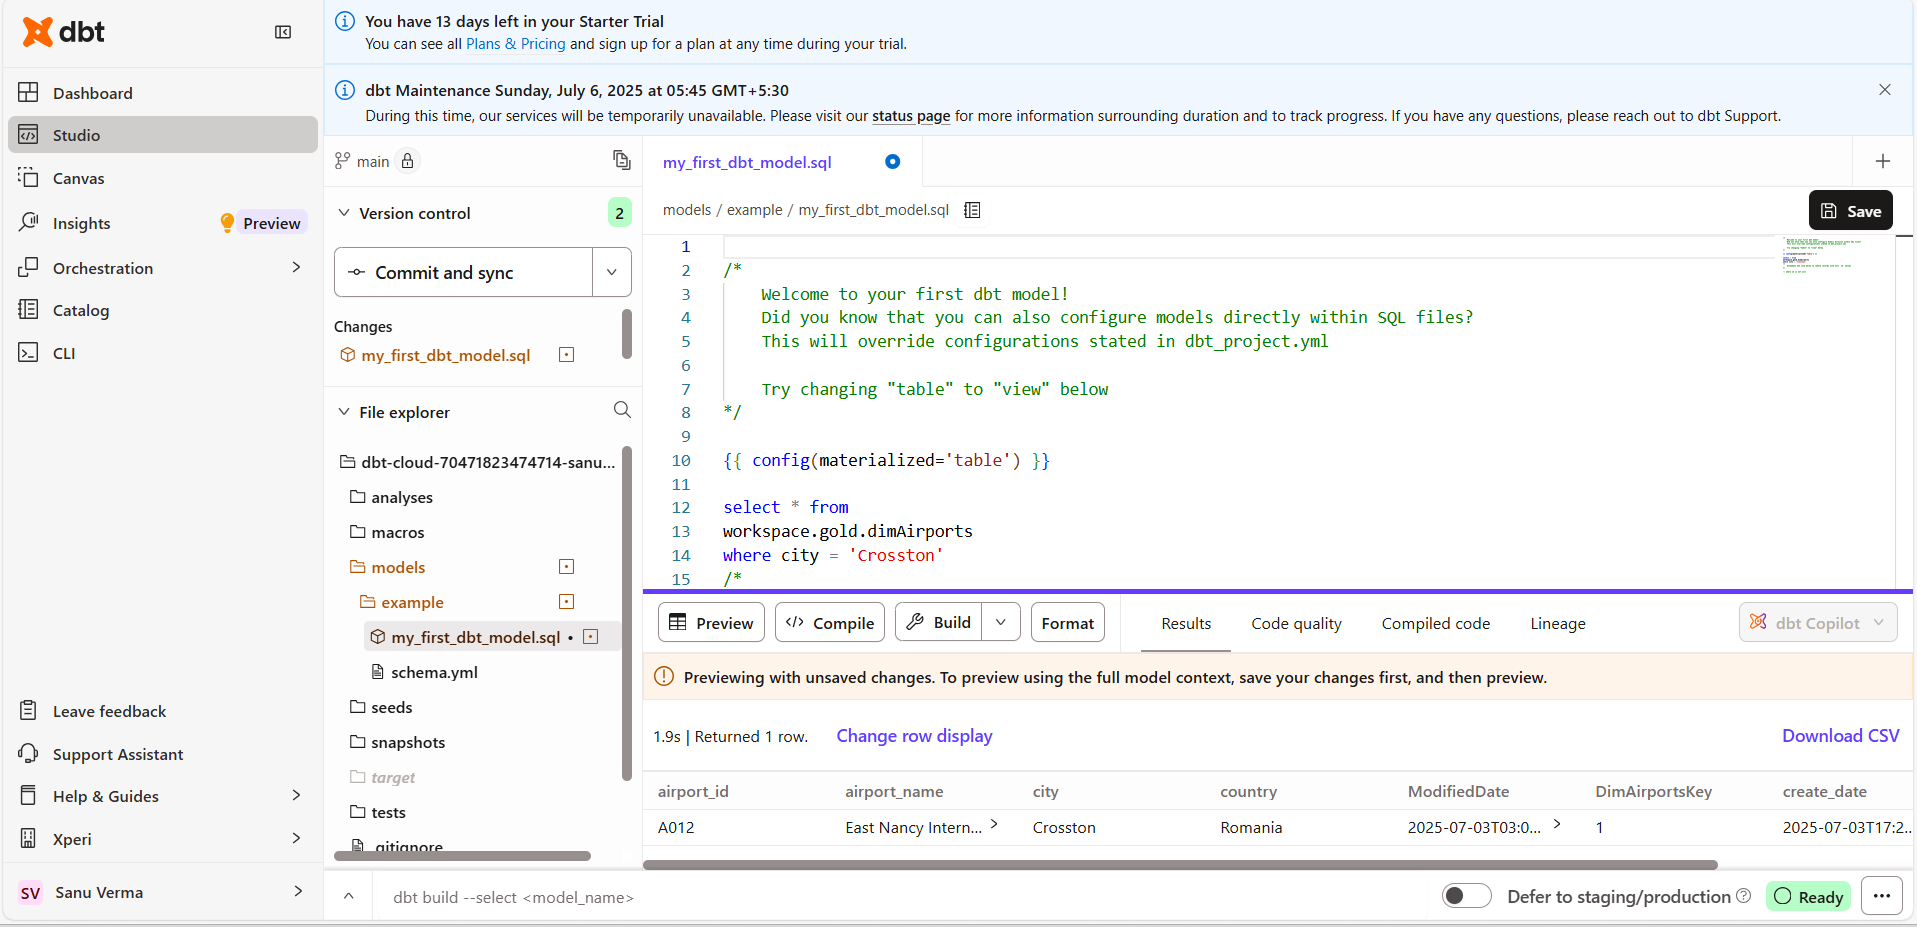 dbt
Dashboard
Studio
Canvas
Insights
Preview
Orchestration
Catalog
CLI
Leave feedback
Support Assistant
Help & Guides
Xperi
SV Sanu Verma
You have 13 days left in your Starter Trial
You can see all Plans & Pricing and sign up for a plan at any time during your trial.
dbt Maintenance Sunday, July 6, 2025 at 05:45 GMT+5:30
During this time, our services will be temporarily unavailable. Please visit our status page for more information surrounding duration and to track progress. If you have any questions, please reach out to dbt Support.
main
Version control
2
Commit and sync
Changes
my_first_dbt_model.sql
File explorer
dbt-cloud-70471823474714-sanu...
analyses
macros
models
example
my_first_dbt_model.sql •
schema.yml
seeds
snapshots
target
tests
.gitignore
my_first_dbt_model.sql
models / example / my_first_dbt_model.sql
Save
1
2 /*
3 Welcome to your first dbt model!
4 Did you know that you can also configure models directly within SQL files?
5 This will override configurations stated in dbt_project.yml
6
7 Try changing "table" to "view" below
8 */
9
10 {{ config(materialized='table') }}
11
12 select * from
13 workspace.gold.dimAirports
14 where city = 'Crosston'
15 /*
Preview
Compile
Build
Format
Results
Code quality
Compiled code
Lineage
dbt Copilot
Previewing with unsaved changes. To preview using the full model context, save your changes first, and then preview.
1.9s | Returned 1 row.
Change row display
Download CSV
airport_id airport_name city country ModifiedDate DimAirportsKey create_date
A012 East Nancy Intern... Crosston Romania 2025-07-03T03:0... 1 2025-07-03T17:2...
dbt build --select <model_name>
Defer to staging/production
Ready